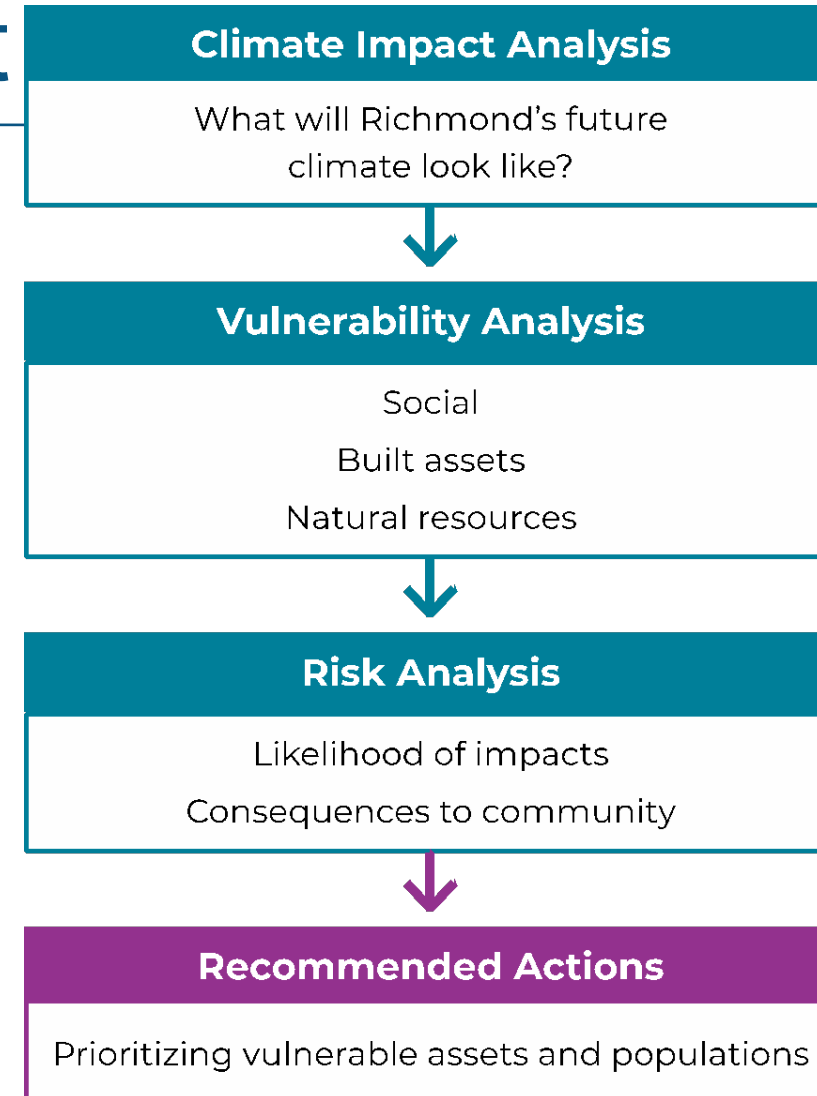 t
Climate Impact Analysis
What will Richmond’s future
climate look like?
Vulnerability Analysis
Social
Built assets
Natural resources
Risk Analysis
Likelihood of impacts
Consequences to community
Recommended Actions
Prioritizing vulnerable assets and populations